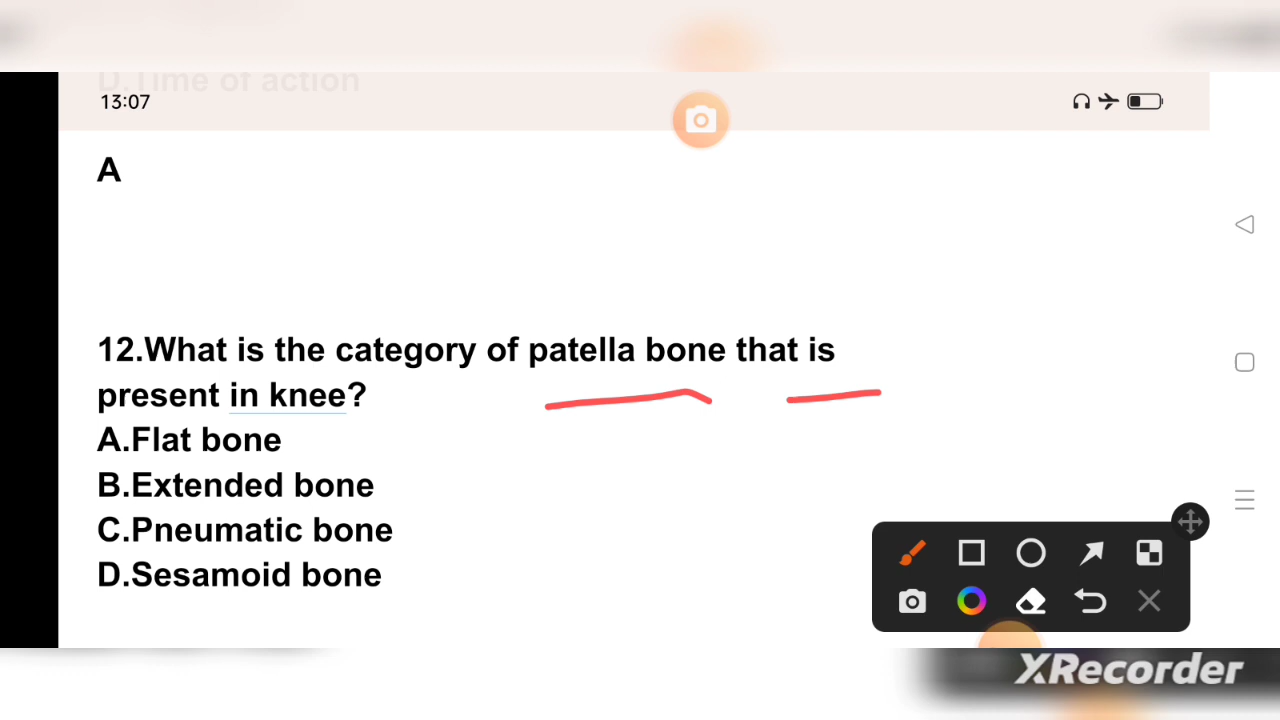 D.Time of action
13:07
A
12.What is the category of patella bone that is
present in knee?
A.Flat bone
B.Extended bone
C.Pneumatic bone
D.Sesamoid bone
XRecorder